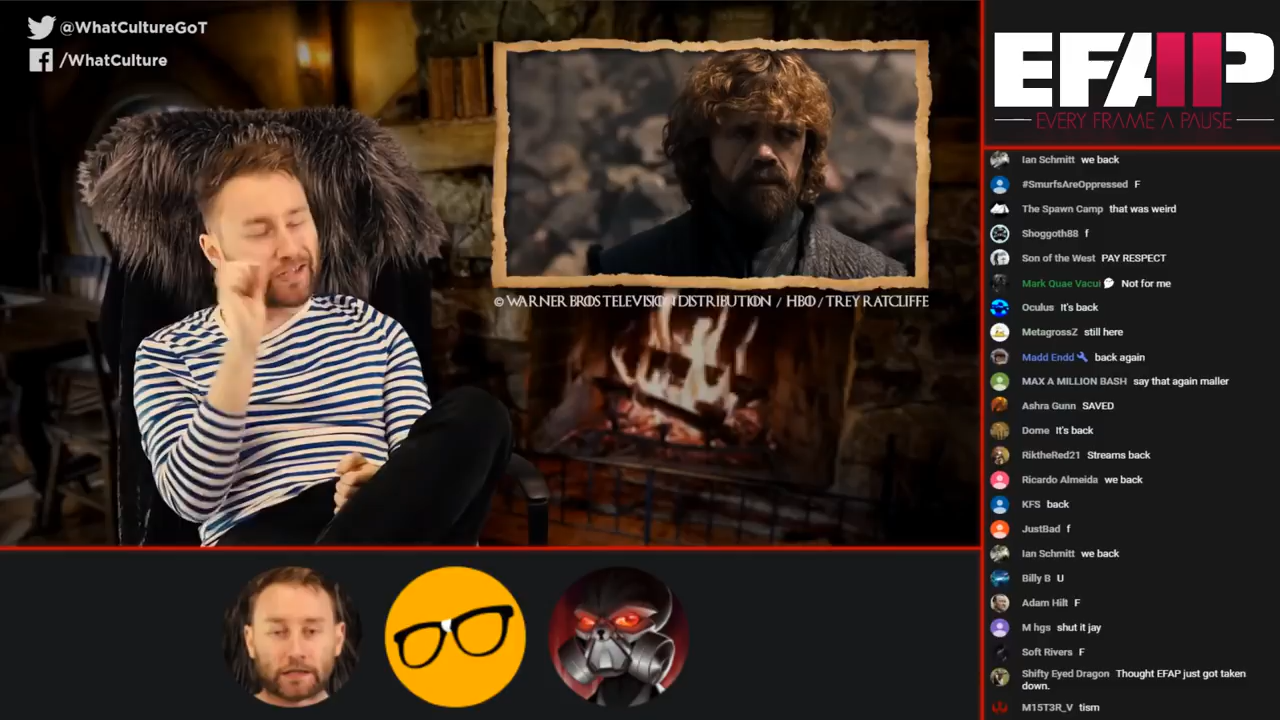 @WhatCultureGoT
/WhatCulture
© WARNER BROS TELEVISION DISTRIBUTION / HBO / TREY RATCLIFFE
EFAP
EVERY FRAME A PAUSE
Ian Schmitt we back
#SmurfsAreOppressed F
The Spawn Camp that was weird
Shoggoth88 f
Son of the West PAY RESPECT
Mark Quae Vacui Not for me
Oculus It's back
MetagrossZ still here
Madd Endd back again
MAX A MILLION BASH say that again maller
Ashra Gunn SAVED
Dome It's back
RiktheRed21 Streams back
Ricardo Almeida we back
KFS back
JustBad f
Ian Schmitt we back
Billy B U
Adam Hilt F
M hgs shut it jay
Soft Rivers F
Shifty Eyed Dragon Thought EFAP just got taken
down.
M15T3R_V tism